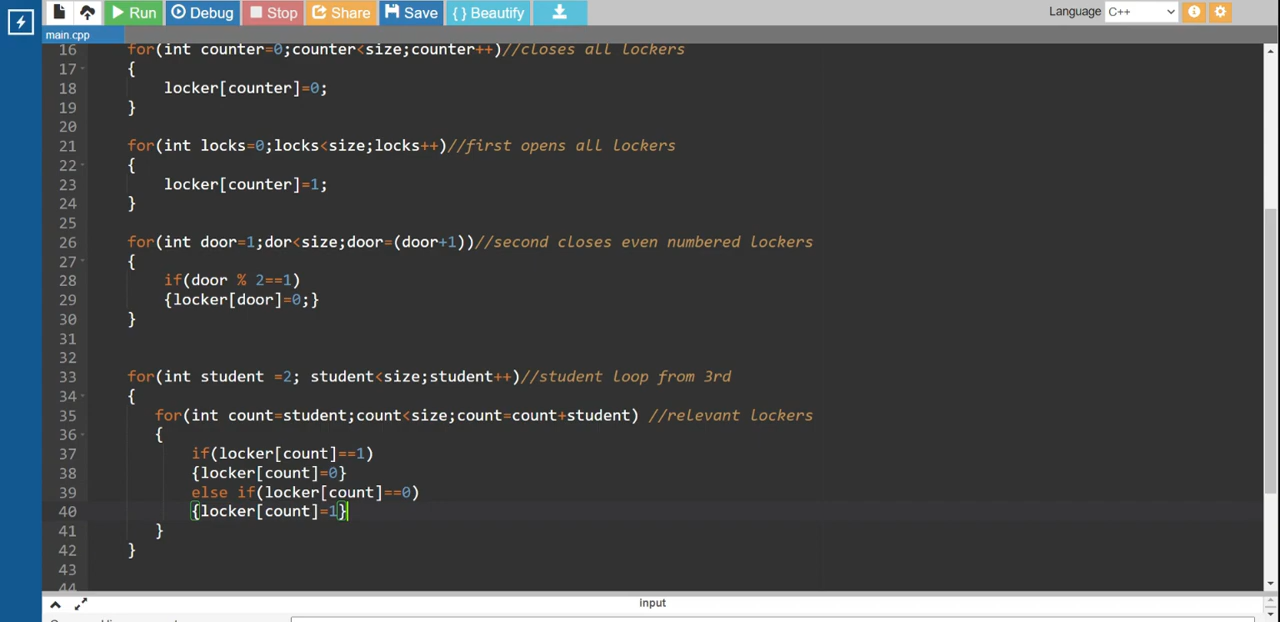 Run Debug Stop Share Save { } Beautify Language C++
main.cpp
16 for(int counter=0;counter<size;counter++)//closes all lockers
17 {
18 locker[counter]=0;
19 }
20
21 for(int locks=0;locks<size;locks++)//first opens all lockers
22 {
23 locker[counter]=1;
24 }
25
26 for(int door=1;dor<size;door=(door+1))//second closes even numbered lockers
27 {
28 if(door % 2==1)
29 {locker[door]=0;}
30 }
31
32
33 for(int student =2; student<size;student++)//student loop from 3rd
34 {
35 for(int count=student;count<size;count=count+student) //relevant lockers
36 {
37 if(locker[count]==1)
38 {locker[count]=0}
39 else if(locker[count]==0)
40 {locker[count]=1}
41 }
42 }
43
44
input